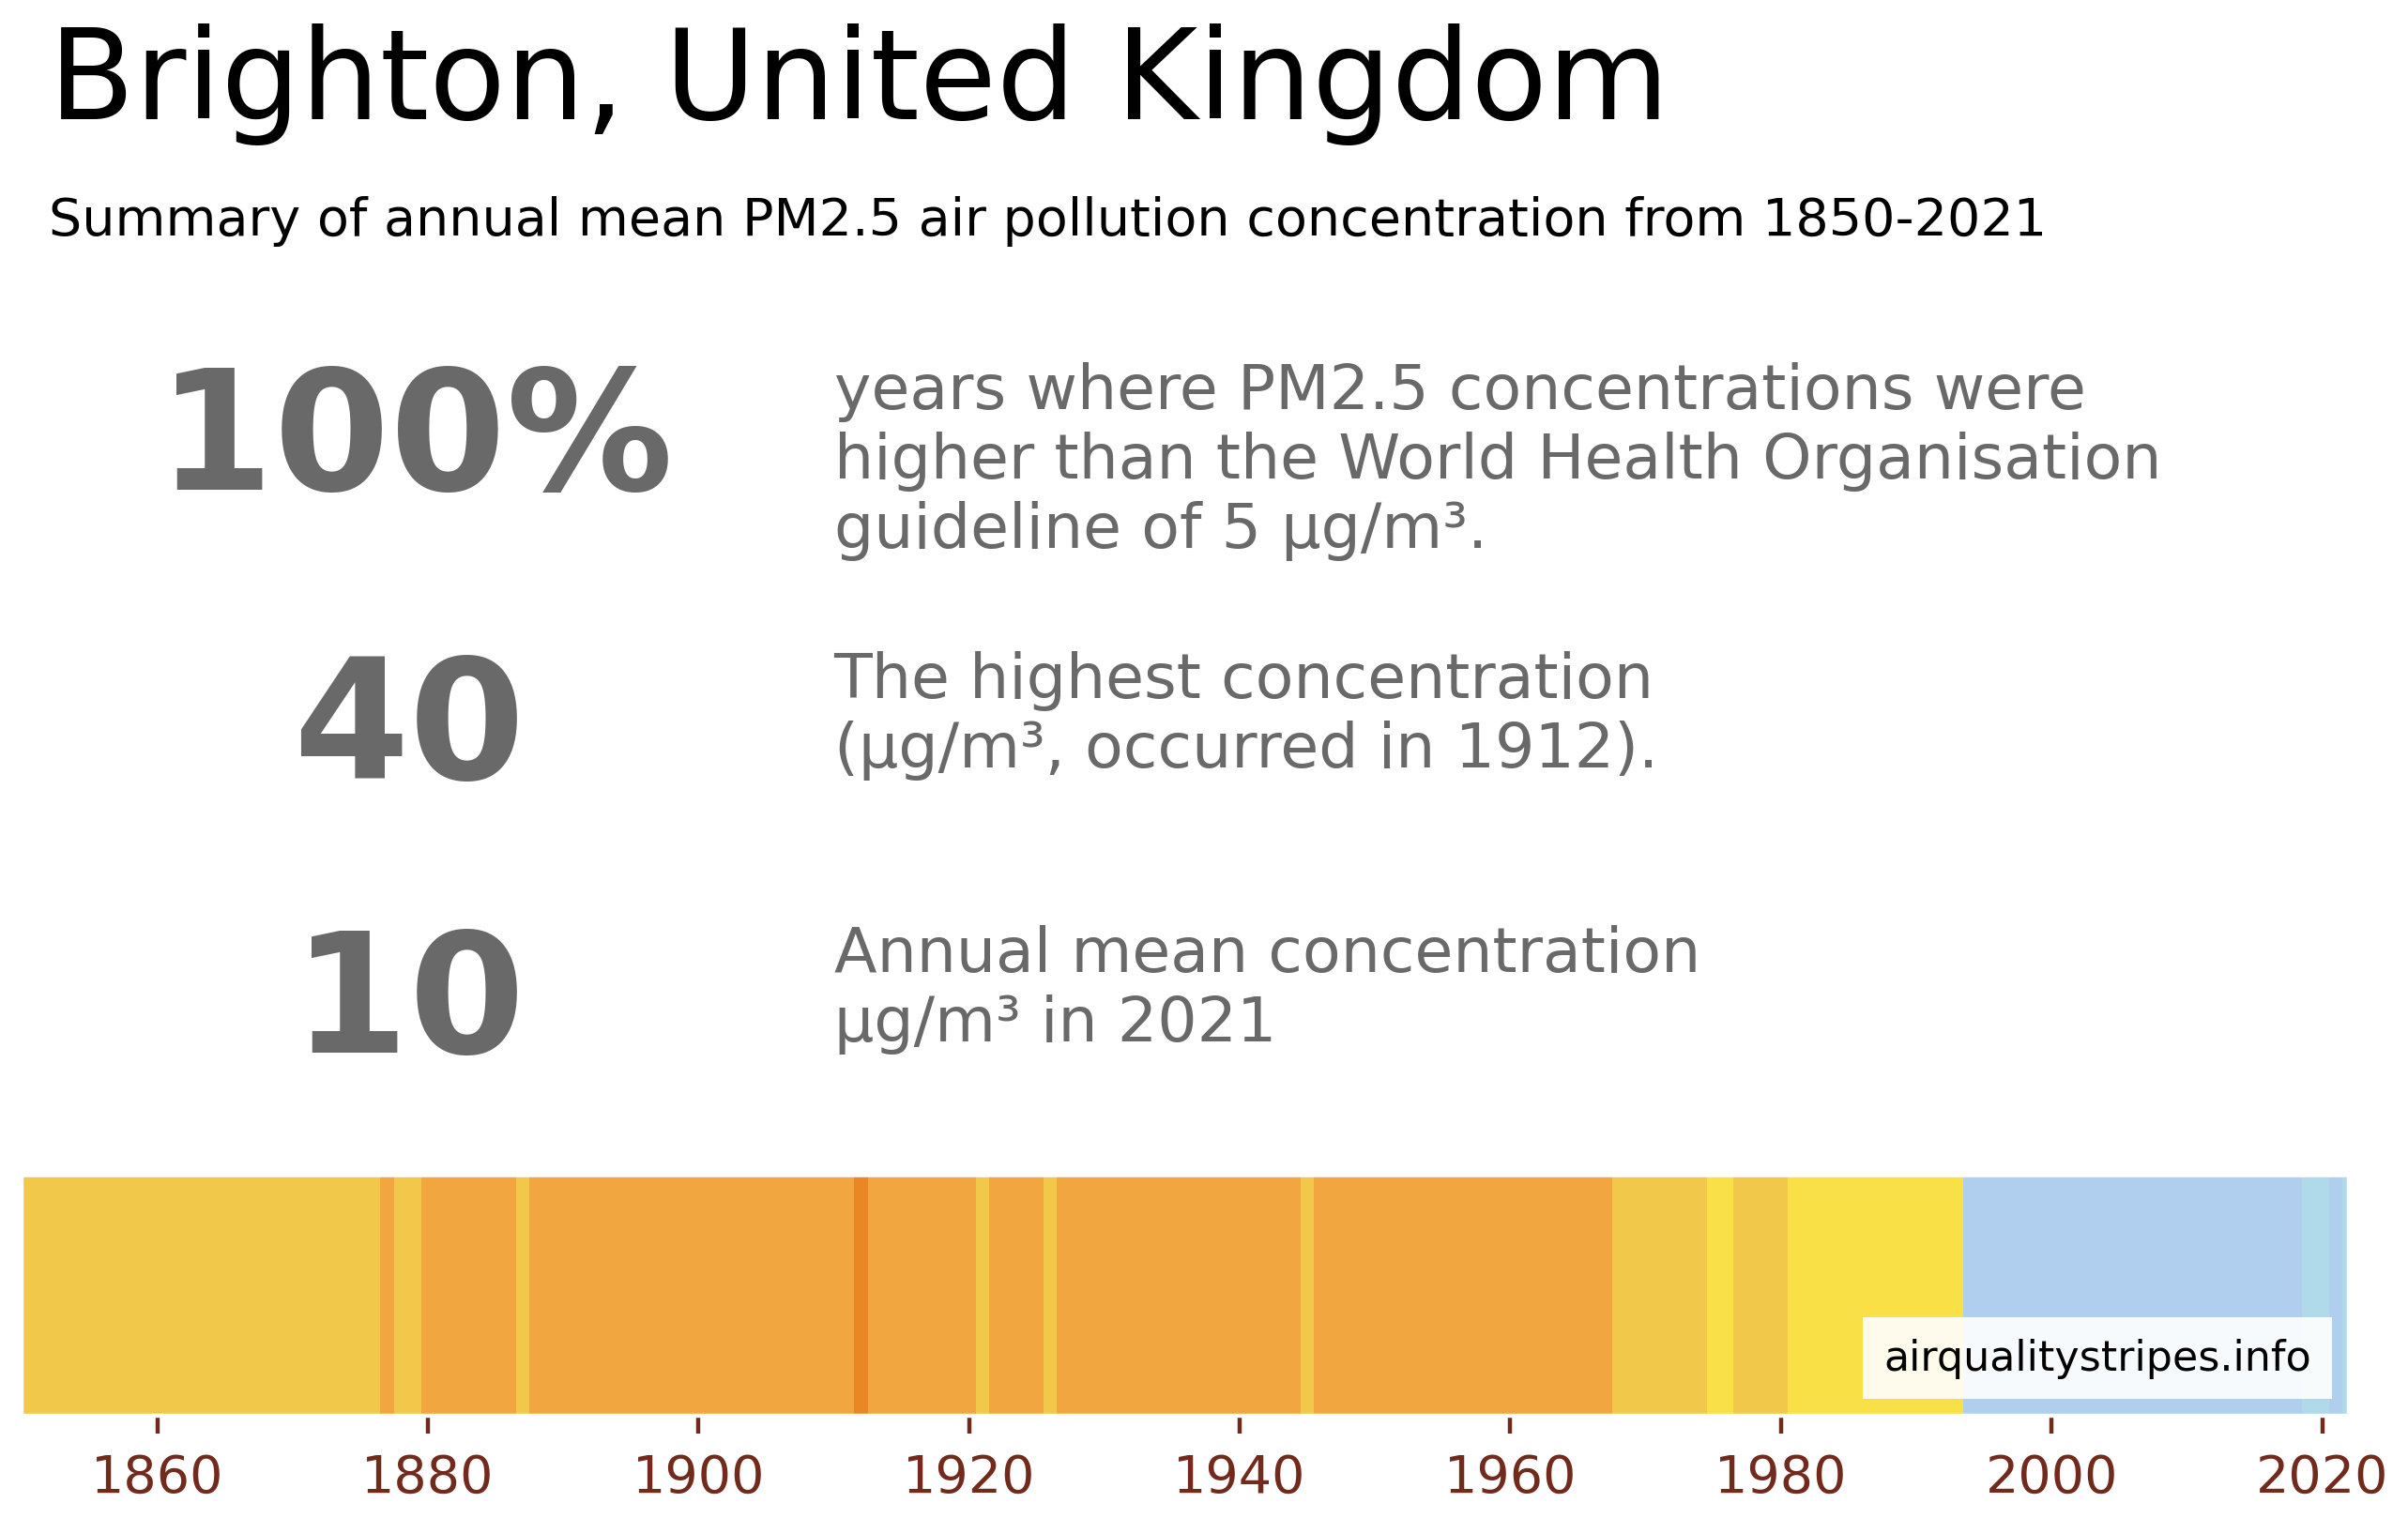 Brighton, United Kingdom
Summary of annual mean PM2.5 air pollution concentration from 1850-2021
100%
years where PM2.5 concentrations were
higher than the World Health Organisation
guideline of 5 µg/m³.
40
The highest concentration
(µg/m³, occurred in 1912).
10
Annual mean concentration
µg/m³ in 2021
airqualitystripes.info
1860 1880 1900 1920 1940 1960 1980 2000 2020